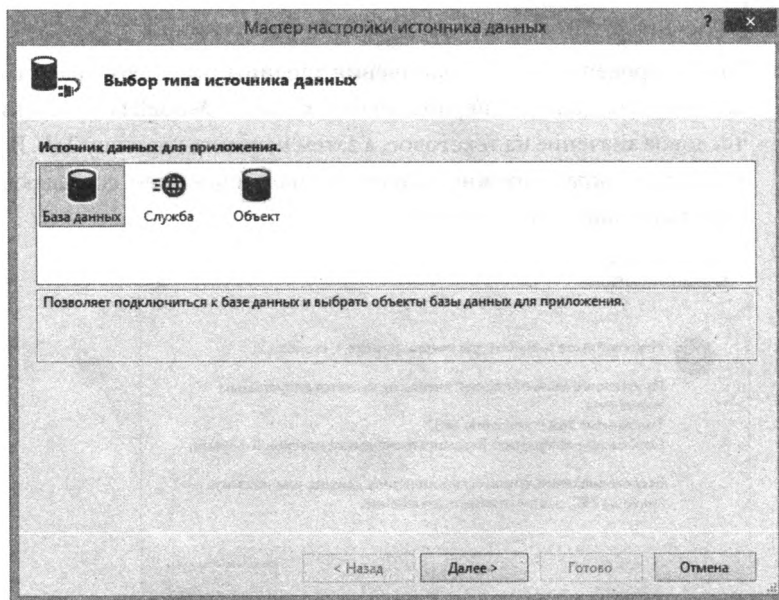 Мастер настройки источника данных
?
Выбор типа источника данных
Источник данных для приложения.
База данных
Служба
Объект
Позволяет подключиться к базе данных и выбрать объекты базы данных для приложения.
< Назад
Далее >
Готово
Отмена